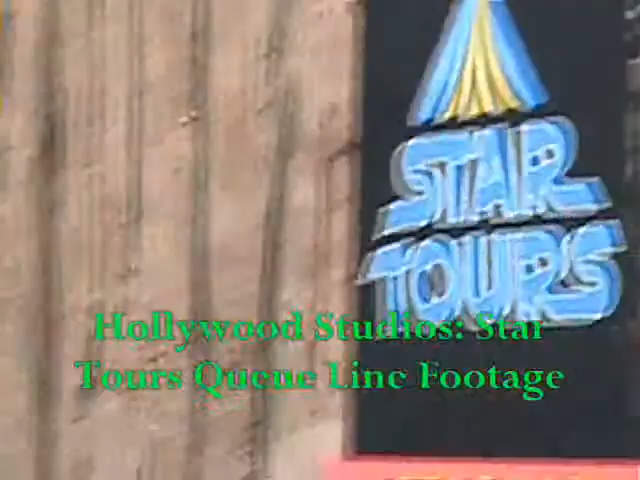 STAR
TOURS
Hollywood Studios: Star
Tours Queue Line Footage